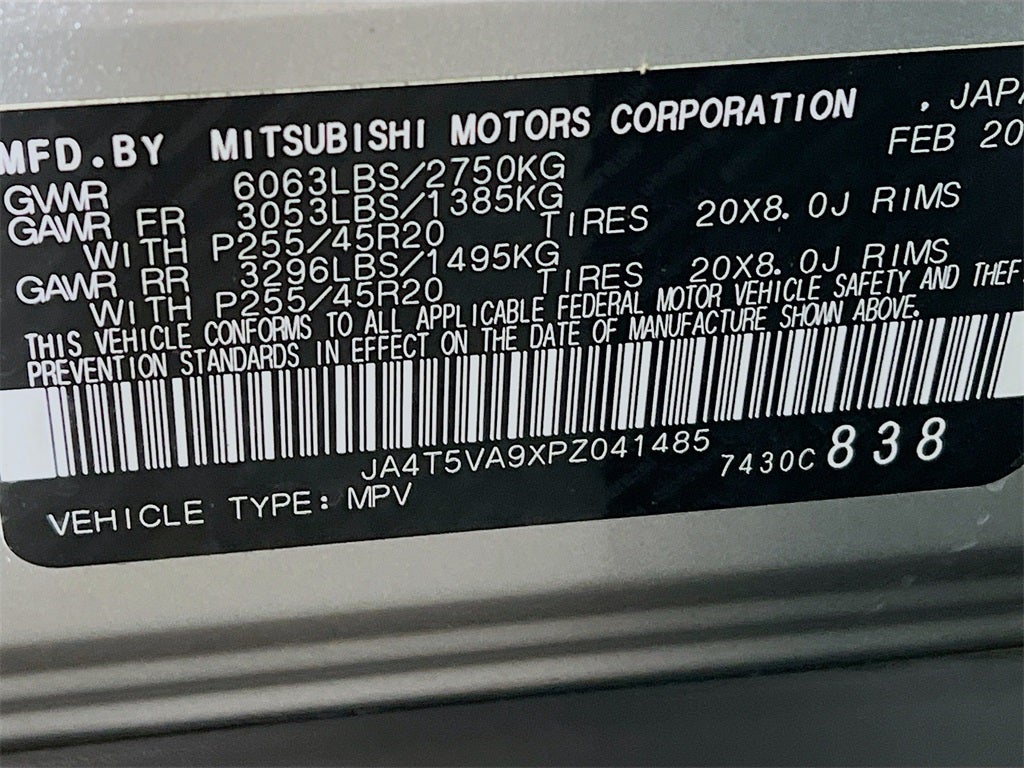 MFD.BY MITSUBISHI MOTORS CORPORATION , JAPA
FEB 20
GVWR 6063LBS/2750KG
GAWR FR 3053LBS/1385KG
WITH P255/45R20 TIRES 20X8.0J RIMS
GAWR RR 3296LBS/1495KG
WITH P255/45R20 TIRES 20X8.0J RIMS
THIS VEHICLE CONFORMS TO ALL APPLICABLE FEDERAL MOTOR VEHICLE SAFETY AND THEF
PREVENTION STANDARDS IN EFFECT ON THE DATE OF MANUFACTURE SHOWN ABOVE.
JA4T5VA9XPZ041485 7430C 838
VEHICLE TYPE: MPV